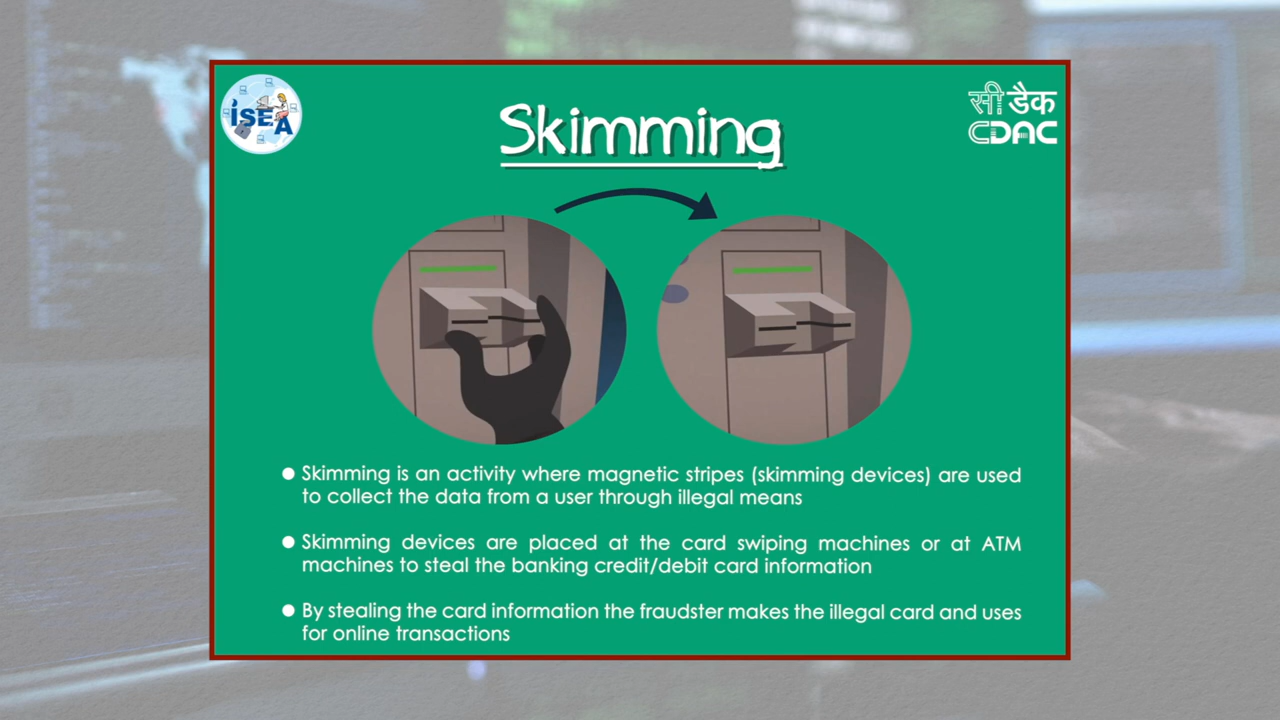 iSEA
सी डैक
CDAC
Skimming
● Skimming is an activity where magnetic stripes (skimming devices) are used
to collect the data from a user through illegal means
● Skimming devices are placed at the card swiping machines or at ATM
machines to steal the banking credit/debit card information
● By stealing the card information the fraudster makes the illegal card and uses
for online transactions